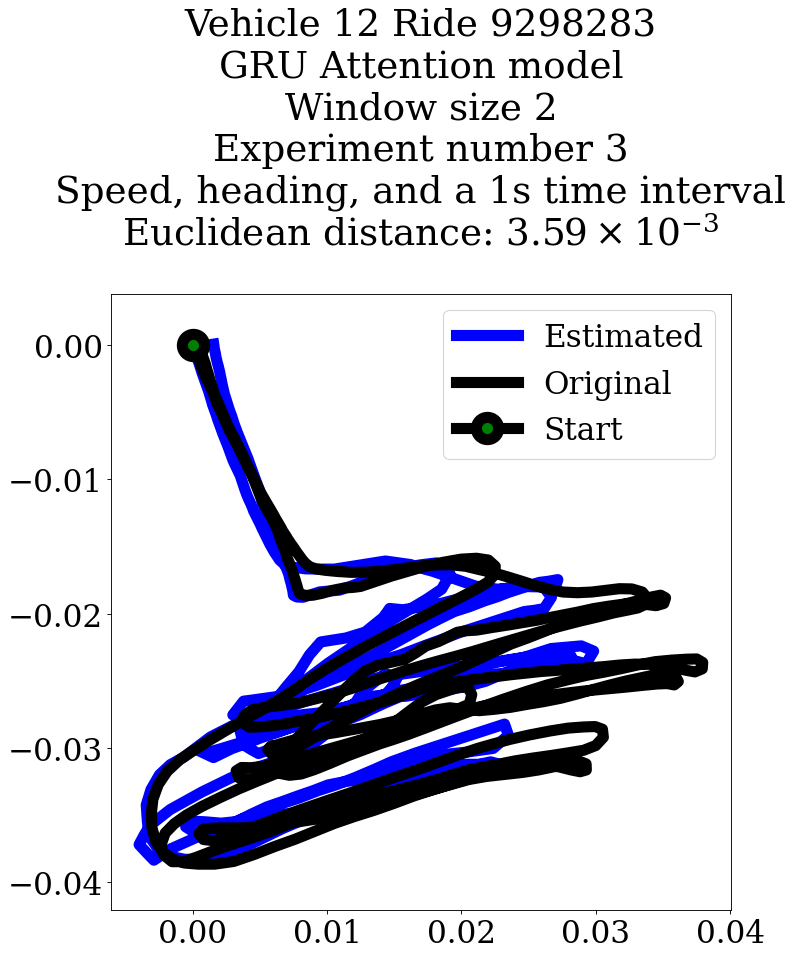 Vehicle 12 Ride 9298283
GRU Attention model
Window size 2
Experiment number 3
Speed, heading, and a 1s time interval
Euclidean distance: 3.59 × 10⁻³
Estimated
Original
Start
0.00
−0.01
−0.02
−0.03
−0.04
0.00 0.01 0.02 0.03 0.04